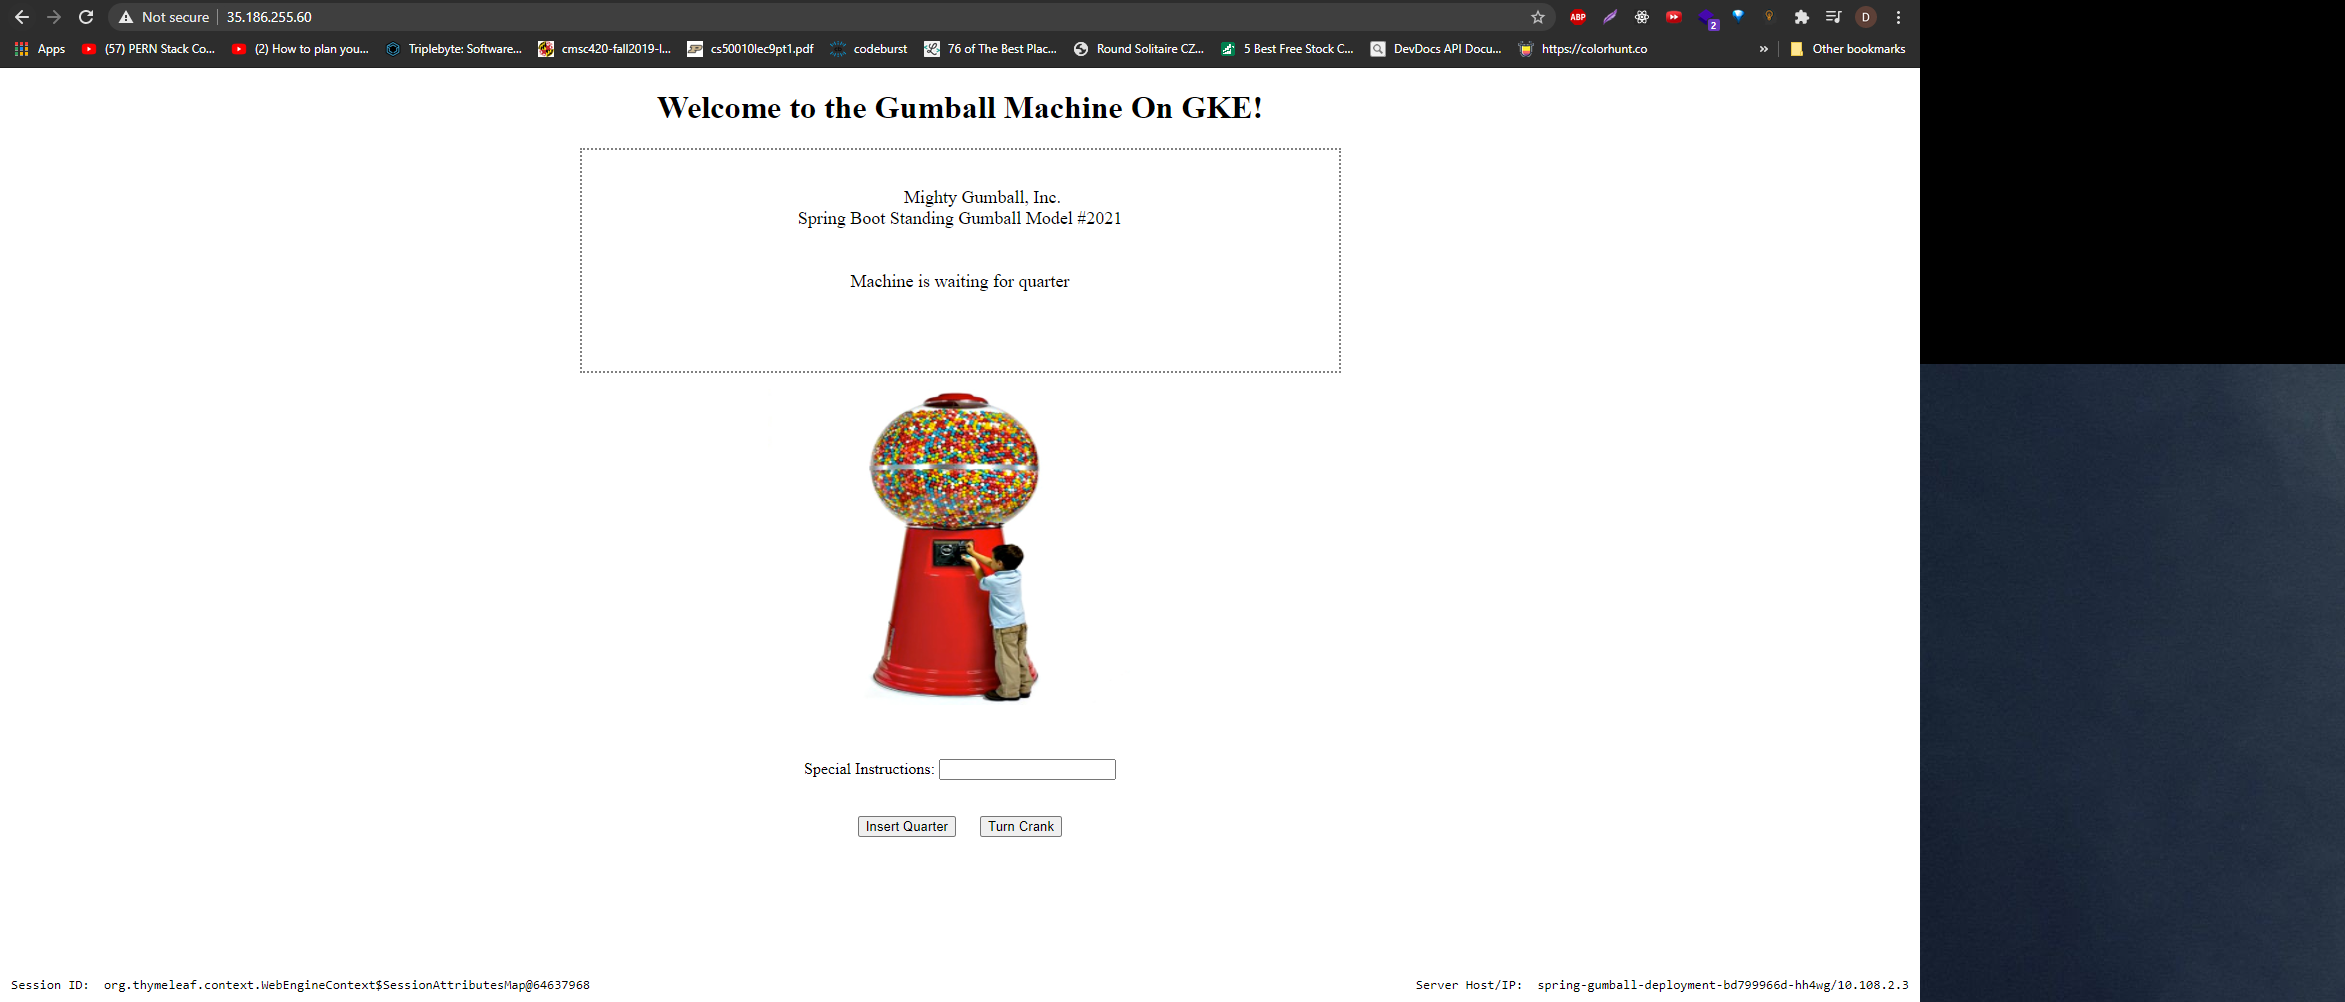 Not secure 35.186.255.60
2
D
Apps (57) PERN Stack Co... (2) How to plan you... Triplebyte: Software... cmsc420-fall2019-l... cs50010lec9pt1.pdf codeburst 76 of The Best Plac... Round Solitaire CZ... 5 Best Free Stock C... DevDocs API Docu... https://colorhunt.co » Other bookmarks
Welcome to the Gumball Machine On GKE!
Mighty Gumball, Inc.
Spring Boot Standing Gumball Model #2021
Machine is waiting for quarter
Special Instructions:
Insert Quarter Turn Crank
Session ID: org.thymeleaf.context.WebEngineContext$SessionAttributesMap@64637968 Server Host/IP: spring-gumball-deployment-bd799966d-hh4wg/10.108.2.3